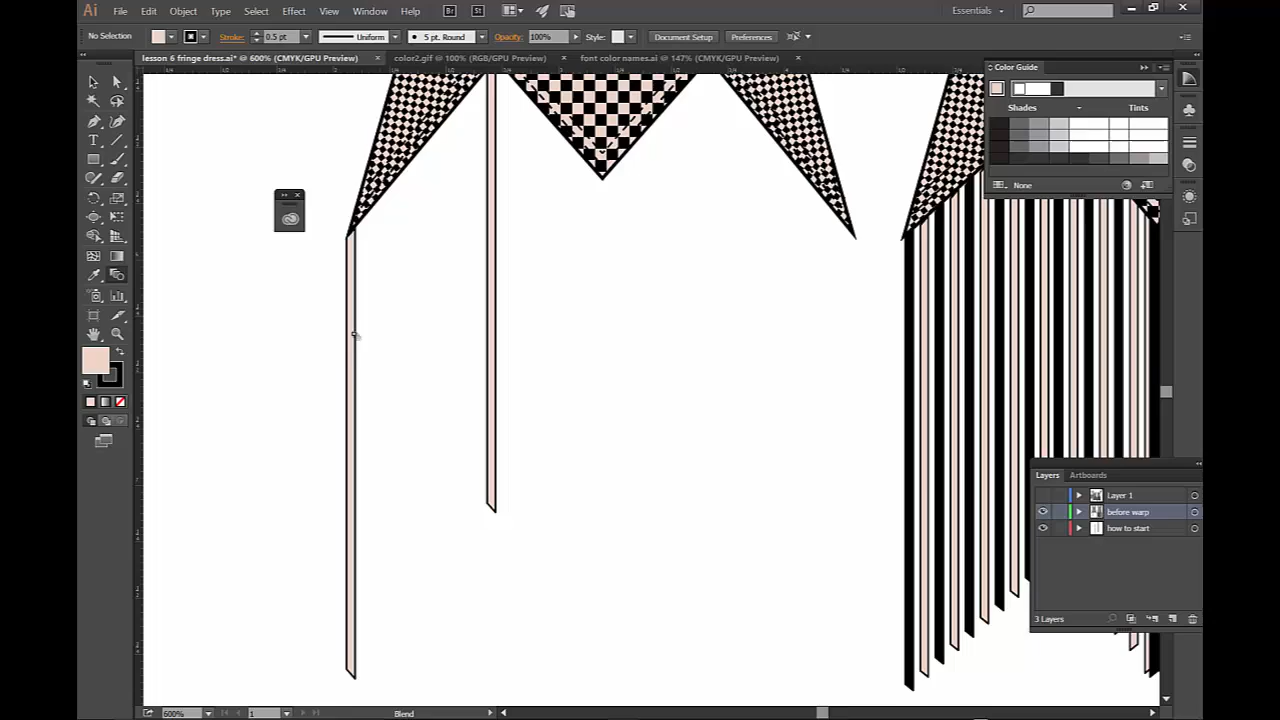 Ai File Edit Object Type Select Effect View Window Help Br St Essentials
No Selection Stroke: 0.5 pt Uniform 5 pt. Round Opacity: 100% Style: Document Setup Preferences
lesson 6 fringe dress.ai* @ 600% (CMYK/GPU Preview) × color2.gif @ 100% (RGB/GPU Preview) × font color names.ai @ 147% (CMYK/GPU Preview) ×
Color Guide
Shades Tints
None
Layers Artboards
Layer 1
before warp
how to start
3 Layers
600% 1 Blend